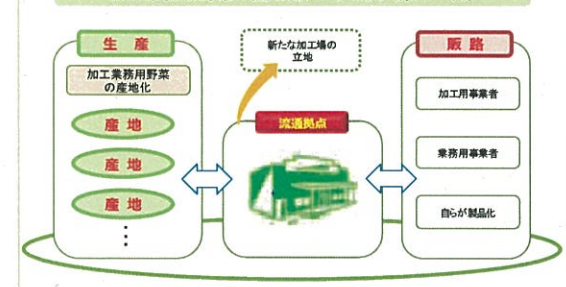 生産
加工業務用野菜
の産地化
産地
産地
産地
新たな加工場の
立地
流通拠点
販路
加工用事業者
業務用事業者
自らが製品化